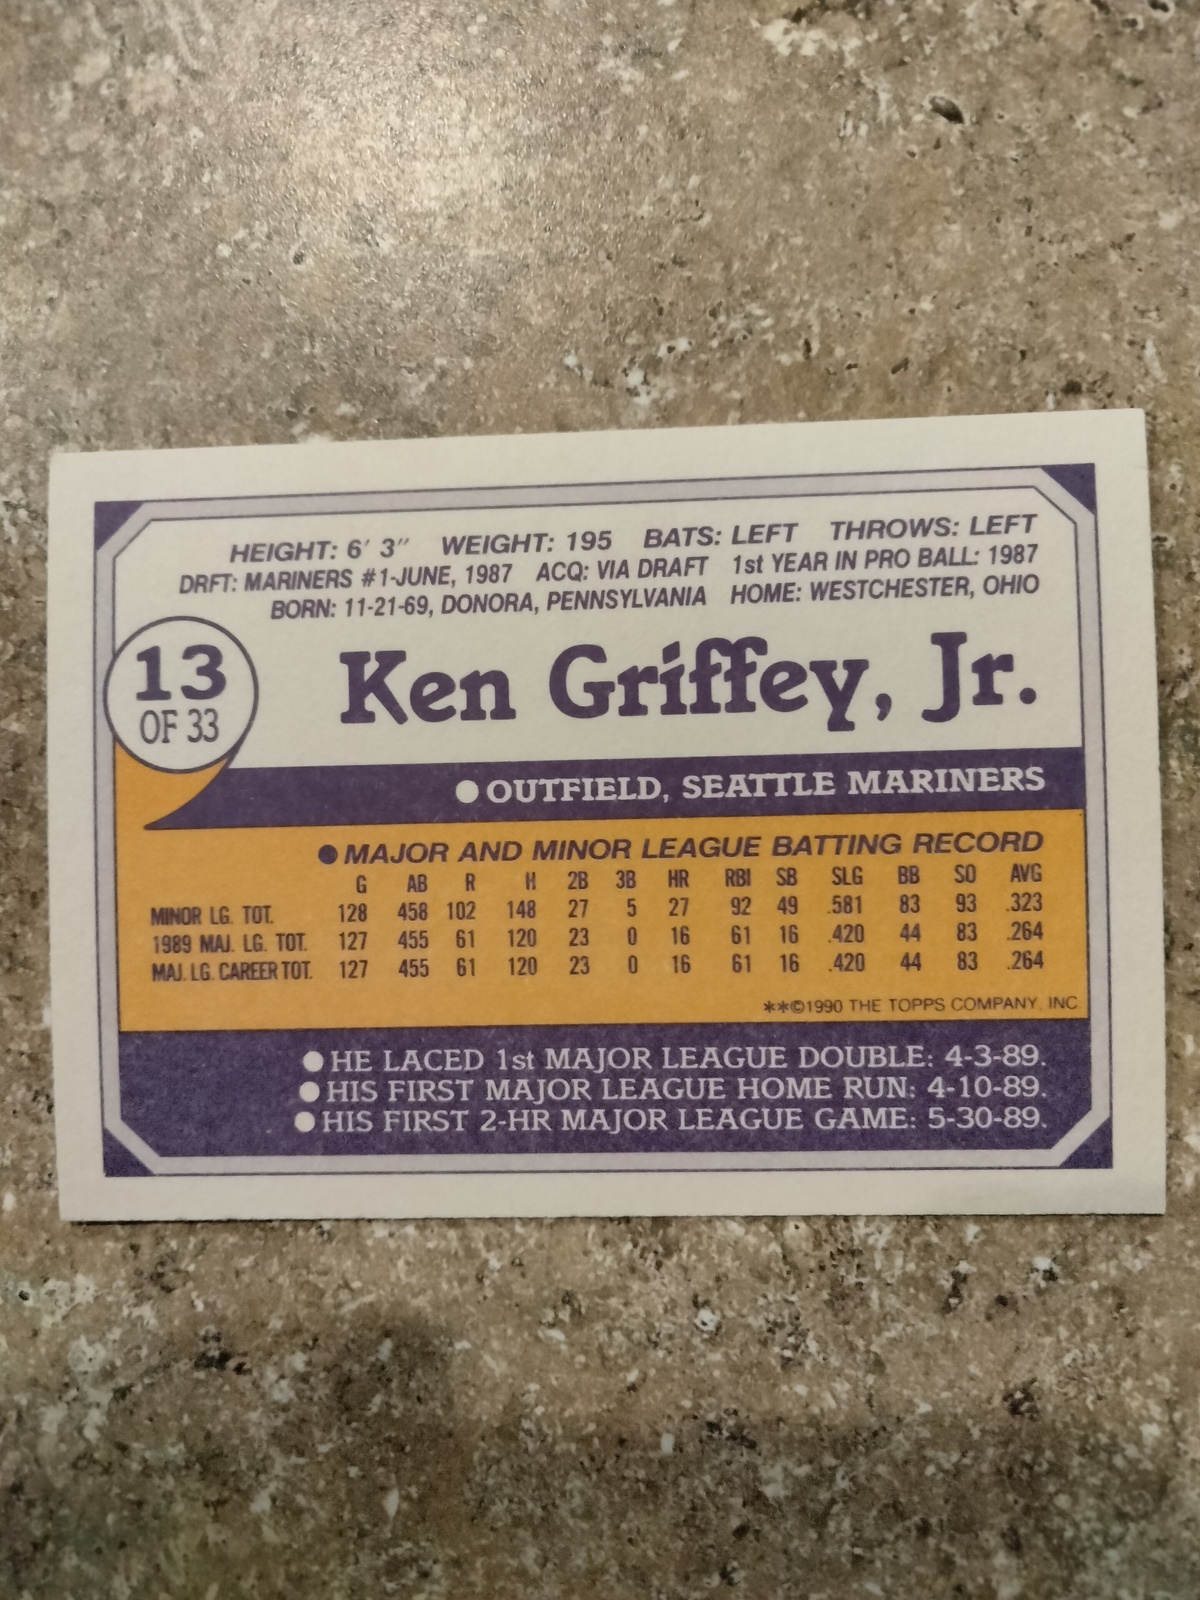 HEIGHT: 6' 3" WEIGHT: 195 BATS: LEFT THROWS: LEFT
DRFT: MARINERS #1-JUNE, 1987 ACQ: VIA DRAFT 1st YEAR IN PRO BALL: 1987
BORN: 11-21-69, DONORA, PENNSYLVANIA HOME: WESTCHESTER, OHIO
13
OF 33
Ken Griffey, Jr.
●OUTFIELD, SEATTLE MARINERS
●MAJOR AND MINOR LEAGUE BATTING RECORD
G AB R H 2B 3B HR RBI SB SLG BB SO AVG
MINOR LG. TOT. 128 458 102 148 27 5 27 92 49 .581 83 93 .323
1989 MAJ. LG. TOT. 127 455 61 120 23 0 16 61 16 .420 44 83 .264
MAJ. LG. CAREER TOT. 127 455 61 120 23 0 16 61 16 .420 44 83 .264
**©1990 THE TOPPS COMPANY, INC.
●HE LACED 1st MAJOR LEAGUE DOUBLE: 4-3-89.
●HIS FIRST MAJOR LEAGUE HOME RUN: 4-10-89.
●HIS FIRST 2-HR MAJOR LEAGUE GAME: 5-30-89.